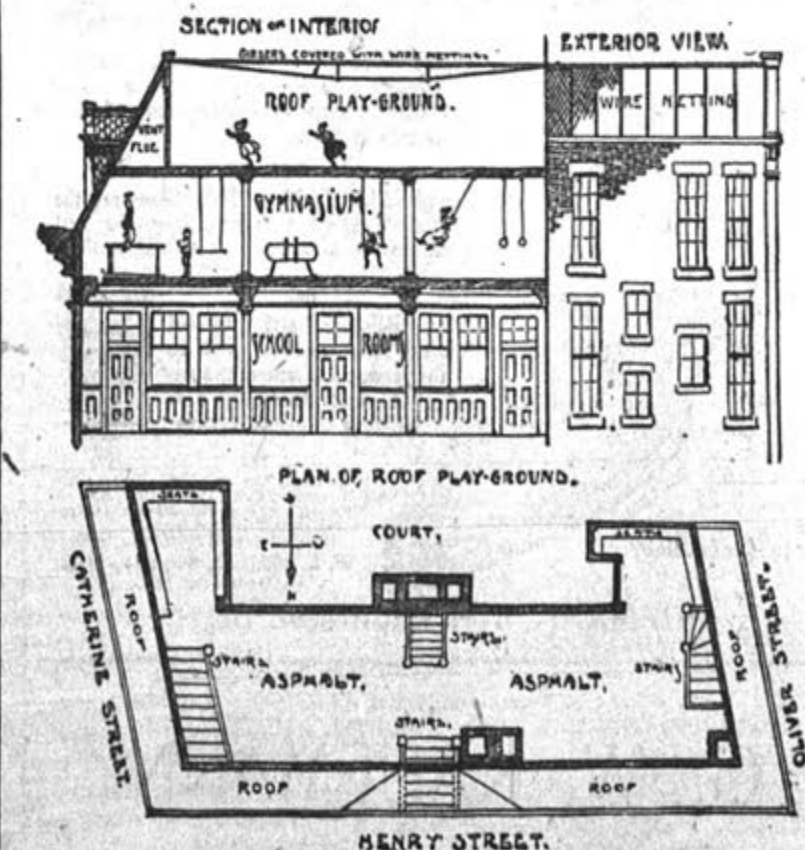 SECTION OF INTERIOR
EXTERIOR VIEW.
GIRDERS COVERED WITH WIRE NETTING.
ROOF PLAY-GROUND.
WIRE NETTING
VENT
FLUE
GYMNASIUM.
SCHOOL ROOMS
PLAN OF ROOF PLAY-GROUND.
SEATS
COURT.
SEATS
CATHERINE STREET.
ROOF
STAIRS
ASPHALT.
STAIRS.
ASPHALT.
STAIRS
ROOF
OLIVER STREET.
STAIRS.
ROOF
ROOF
HENRY STREET.